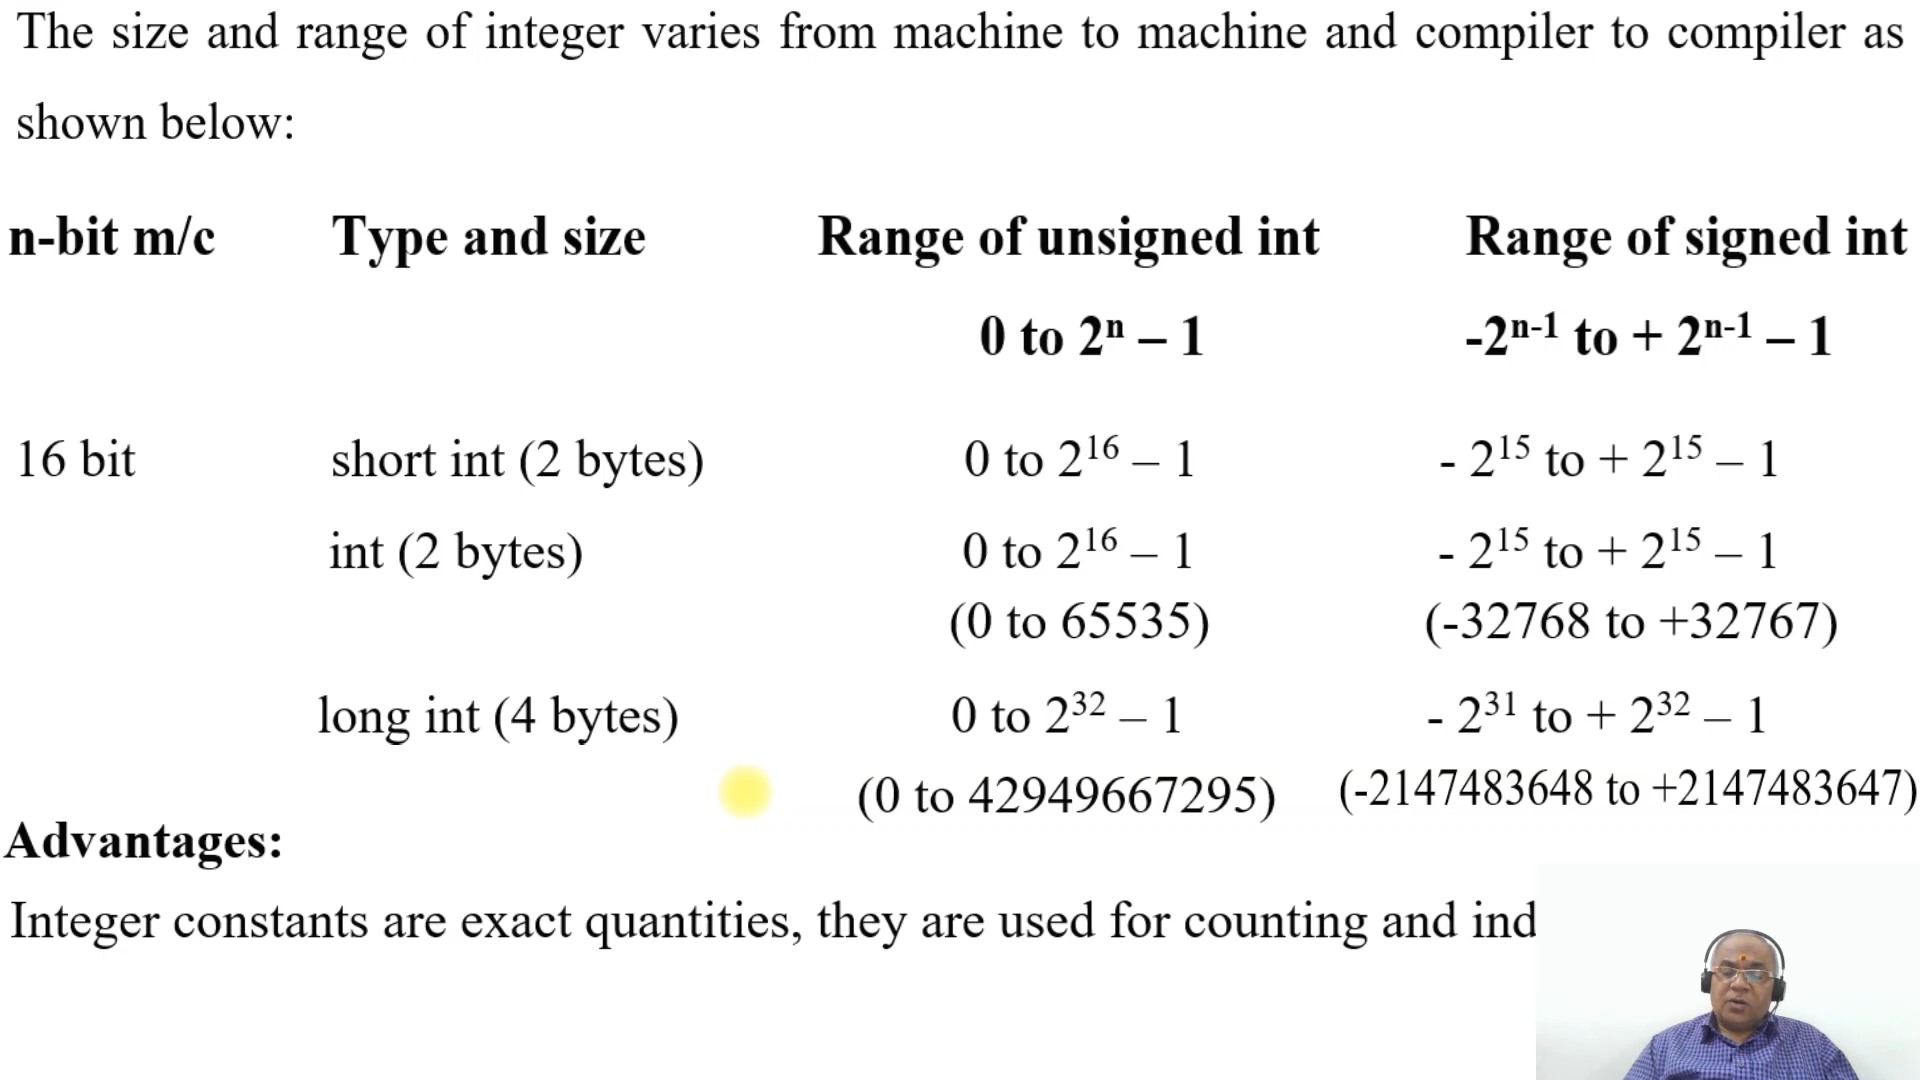 The size and range of integer varies from machine to machine and compiler to compiler as
shown below:
n-bit m/c Type and size Range of unsigned int Range of signed int
0 to 2ⁿ – 1 -2ⁿ⁻¹ to + 2ⁿ⁻¹ – 1
16 bit short int (2 bytes) 0 to 2¹⁶ – 1 - 2¹⁵ to + 2¹⁵ – 1
int (2 bytes) 0 to 2¹⁶ – 1 - 2¹⁵ to + 2¹⁵ – 1
(0 to 65535) (-32768 to +32767)
long int (4 bytes) 0 to 2³² – 1 - 2³¹ to + 2³² – 1
(0 to 42949667295) (-2147483648 to +2147483647)
Advantages:
Integer constants are exact quantities, they are used for counting and ind